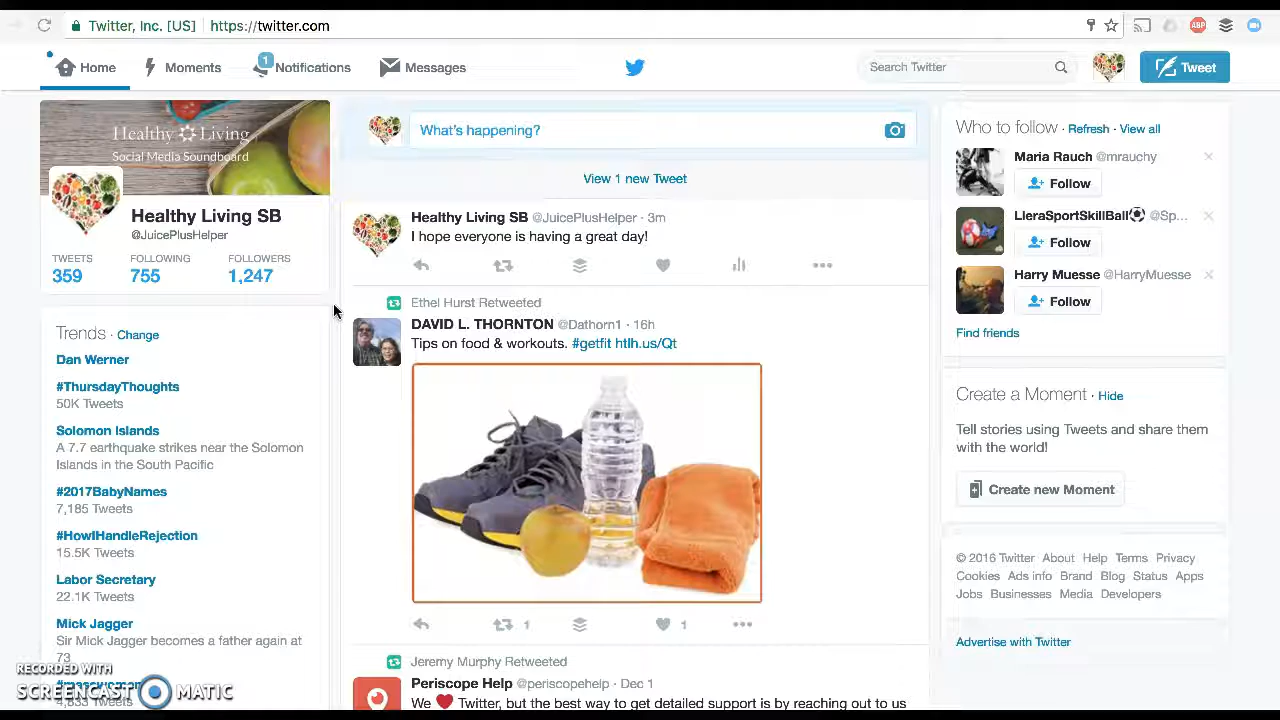 Twitter, Inc. [US] https://twitter.com
ABP
Home
Moments
1
Notifications
Messages
Search Twitter
Tweet
Healthy Living
Social Media Soundboard
Healthy Living SB
@JuicePlusHelper
TWEETS FOLLOWING FOLLOWERS
359 755 1,247
Trends · Change
Dan Werner
#ThursdayThoughts
50K Tweets
Solomon Islands
A 7.7 earthquake strikes near the Solomon
Islands in the South Pacific
#2017BabyNames
7,185 Tweets
#HowIHandleRejection
15.5K Tweets
Labor Secretary
22.1K Tweets
Mick Jagger
Sir Mick Jagger becomes a father again at
73
4,833 Tweets
RECORDED WITH
SCREENCAST MATIC
What's happening?
View 1 new Tweet
Healthy Living SB @JuicePlusHelper · 3m
I hope everyone is having a great day!
Ethel Hurst Retweeted
DAVID L. THORNTON @Dathorn1 · 16h
Tips on food & workouts. #getfit htlh.us/Qt
1 1
Jeremy Murphy Retweeted
Periscope Help @periscopehelp · Dec 1
We ❤ Twitter, but the best way to get detailed support is by reaching out to us
Who to follow · Refresh · View all
Maria Rauch @mrauchy
Follow
LieraSportSkillBall⚽ @Sp...
Follow
Harry Muesse @HarryMuesse
Follow
Find friends
Create a Moment · Hide
Tell stories using Tweets and share them
with the world!
Create new Moment
© 2016 Twitter About Help Terms Privacy
Cookies Ads info Brand Blog Status Apps
Jobs Businesses Media Developers
Advertise with Twitter